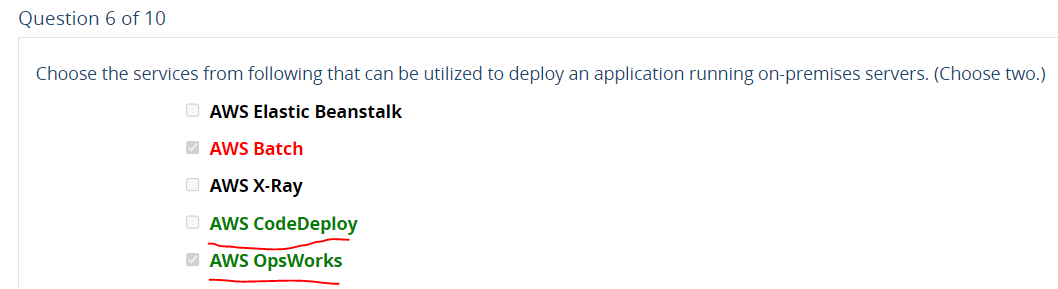 Question 6 of 10
Choose the services from following that can be utilized to deploy an application running on-premises servers. (Choose two.)
AWS Elastic Beanstalk
AWS Batch
AWS X-Ray
AWS CodeDeploy
AWS OpsWorks